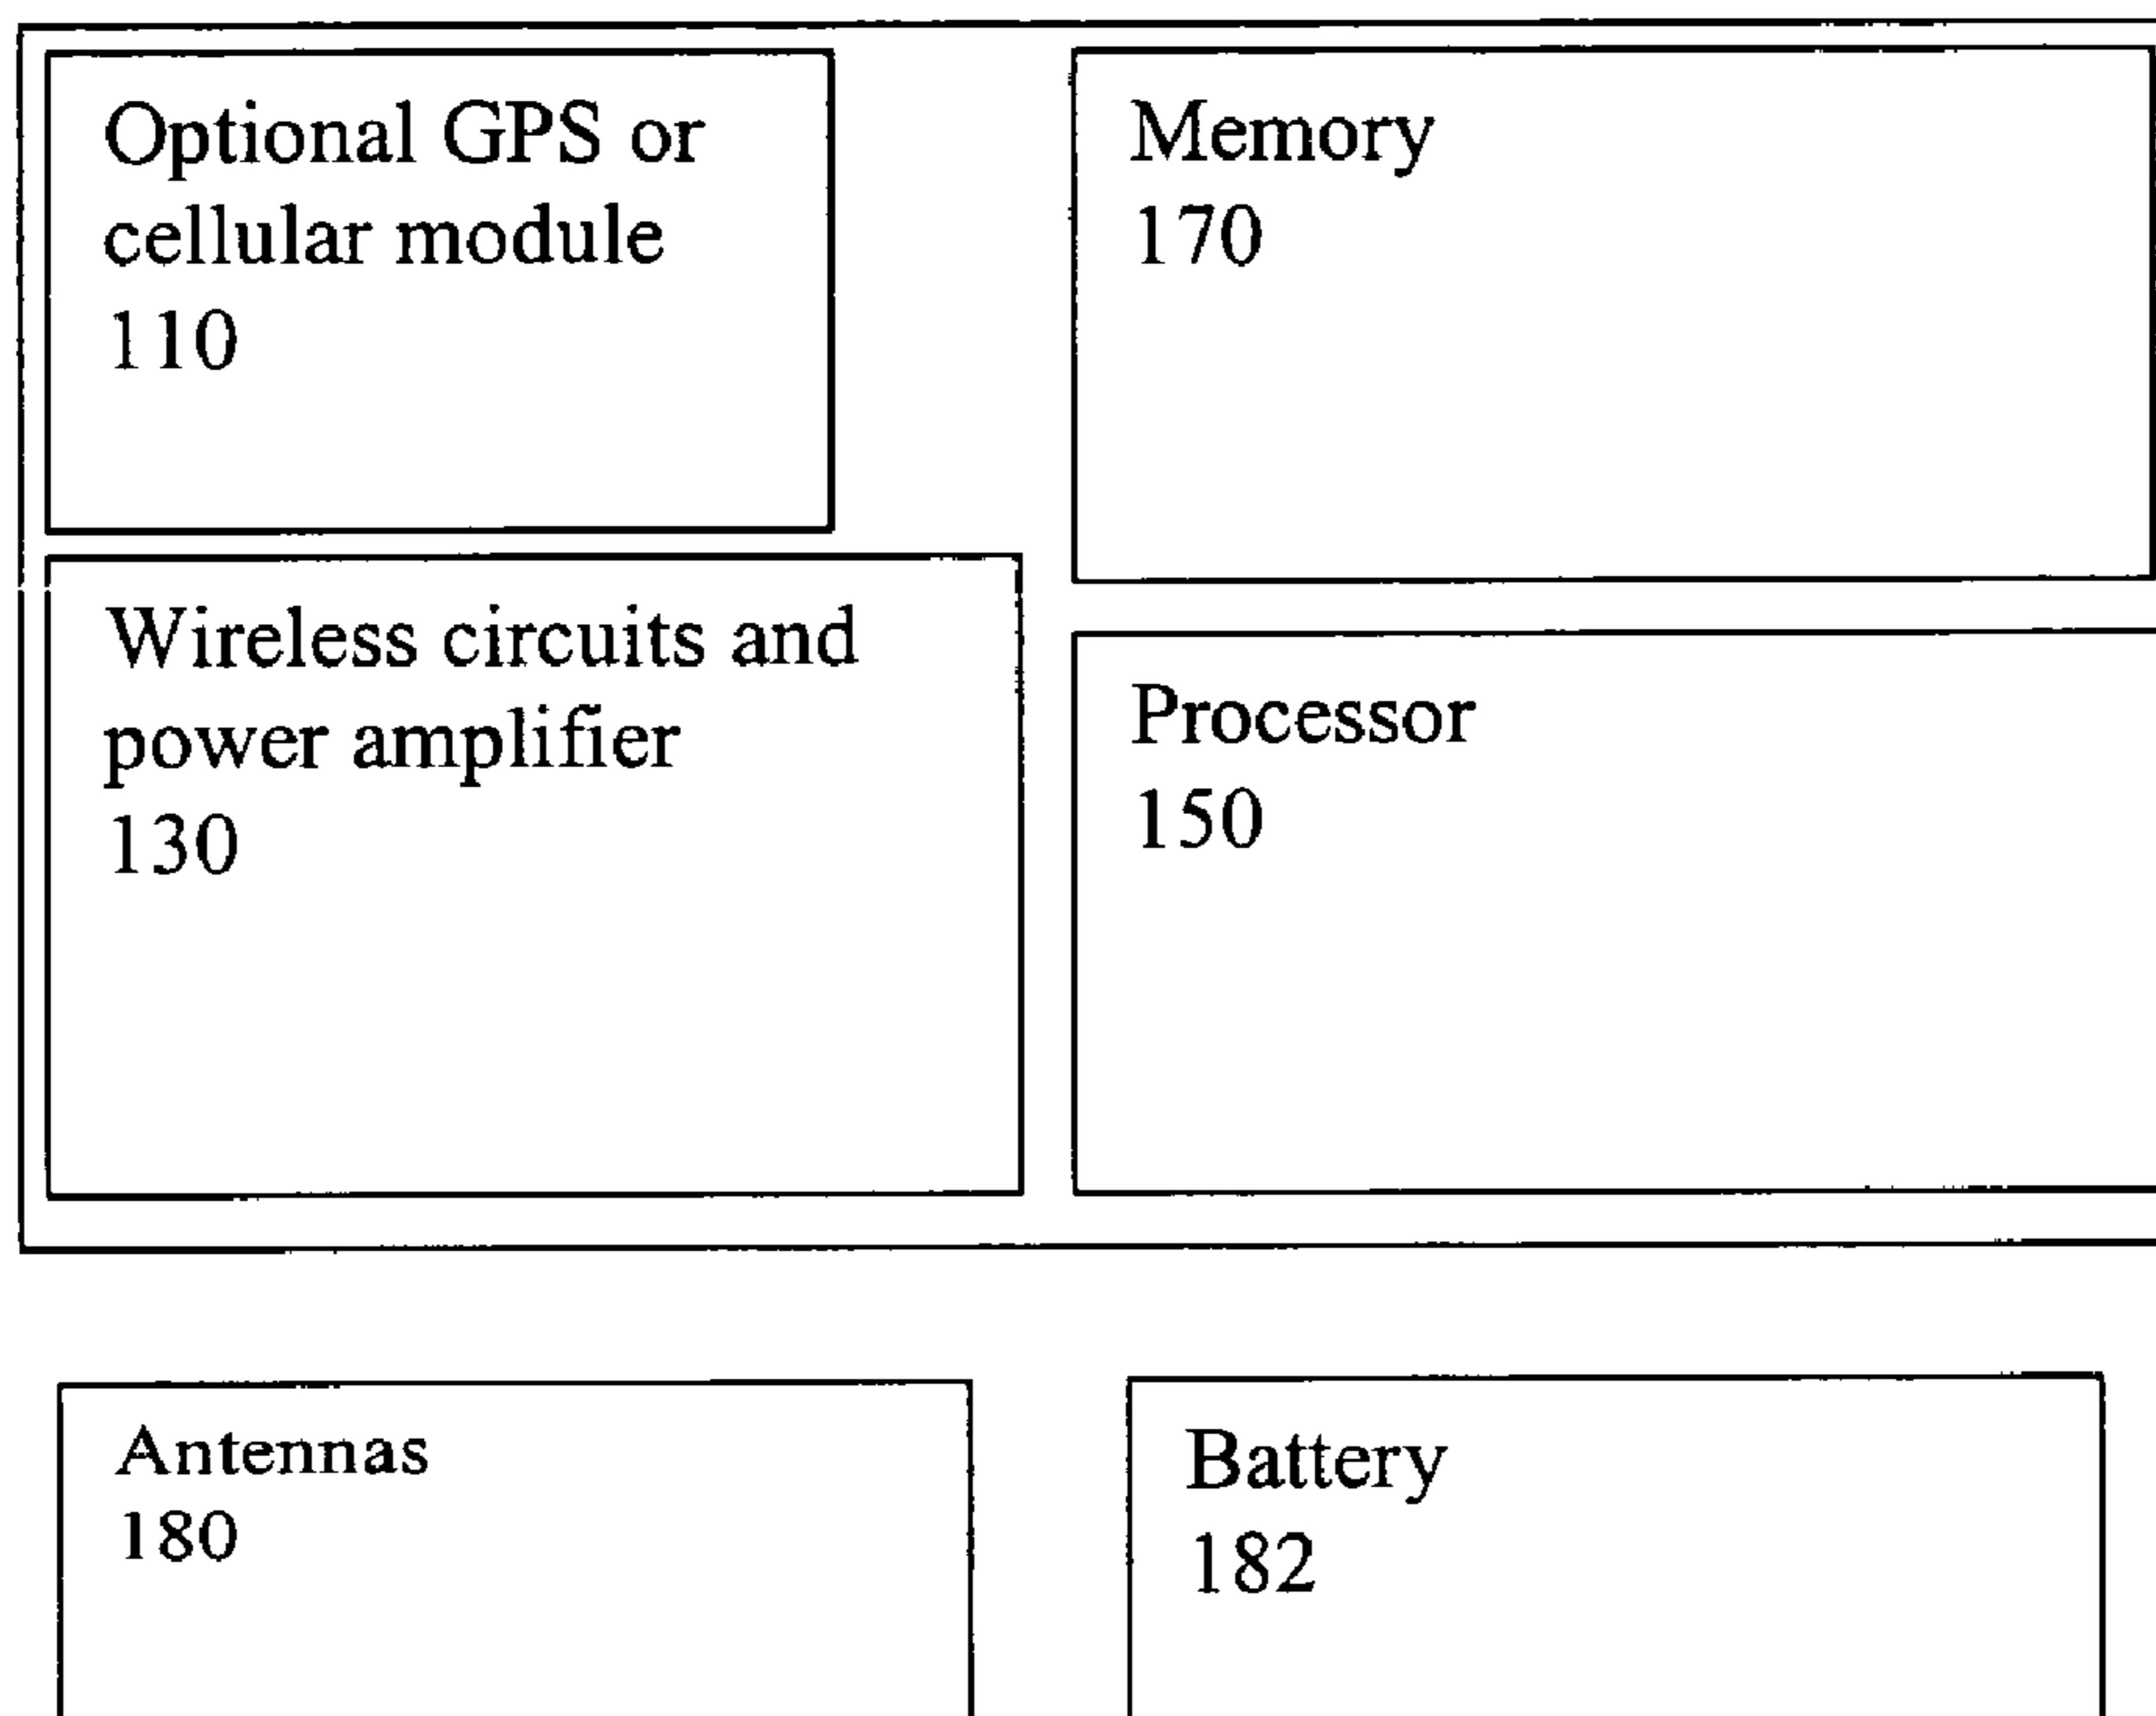 Optional GPS or
cellular module
110
Memory
170
Wireless circuits and
power amplifier
130
Processor
150
Antennas
180
Battery
182